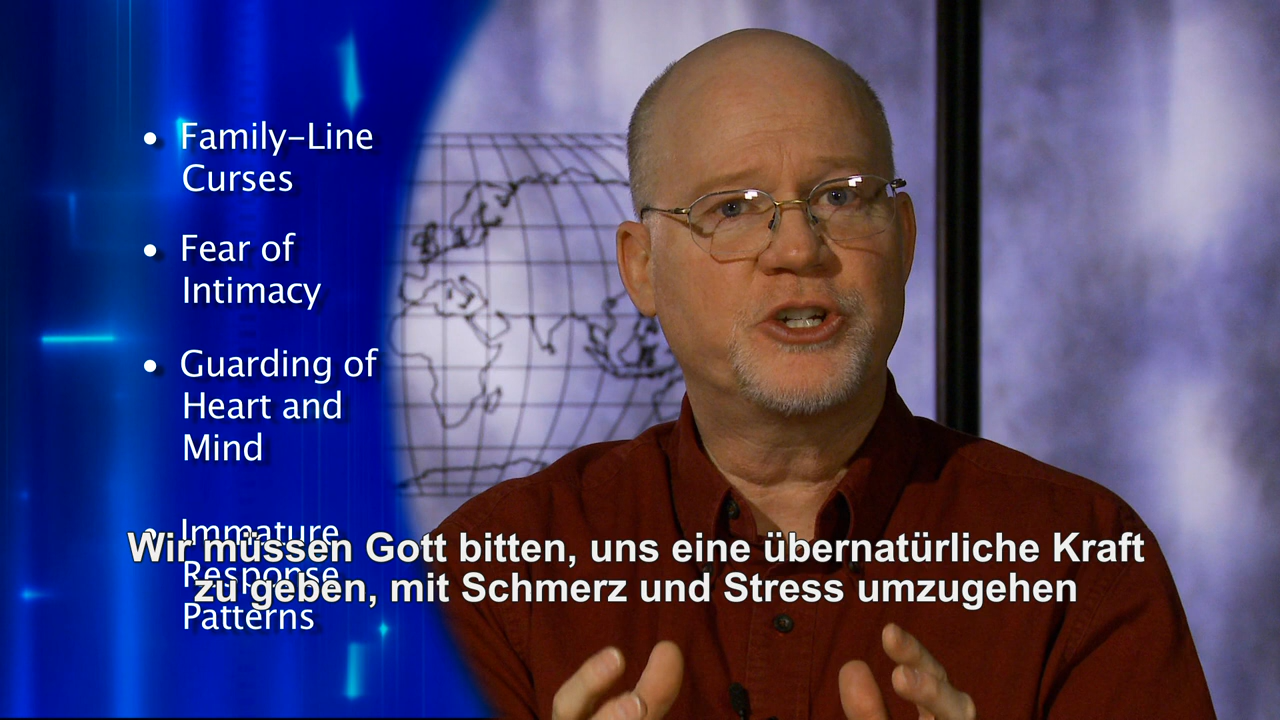 • Family-Line
Curses
• Fear of
Intimacy
• Guarding of
Heart and
Mind
• Immature
Response
Patterns
Wir müssen Gott bitten, uns eine übernatürliche Kraft
zu geben, mit Schmerz und Stress umzugehen